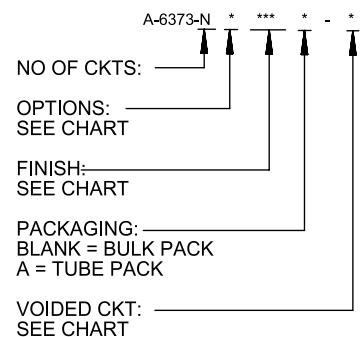 A-6373-N * *** * - *
NO OF CKTS:
OPTIONS:
SEE CHART
FINISH:
SEE CHART
PACKAGING:
BLANK = BULK PACK
A = TUBE PACK
VOIDED CKT:
SEE CHART